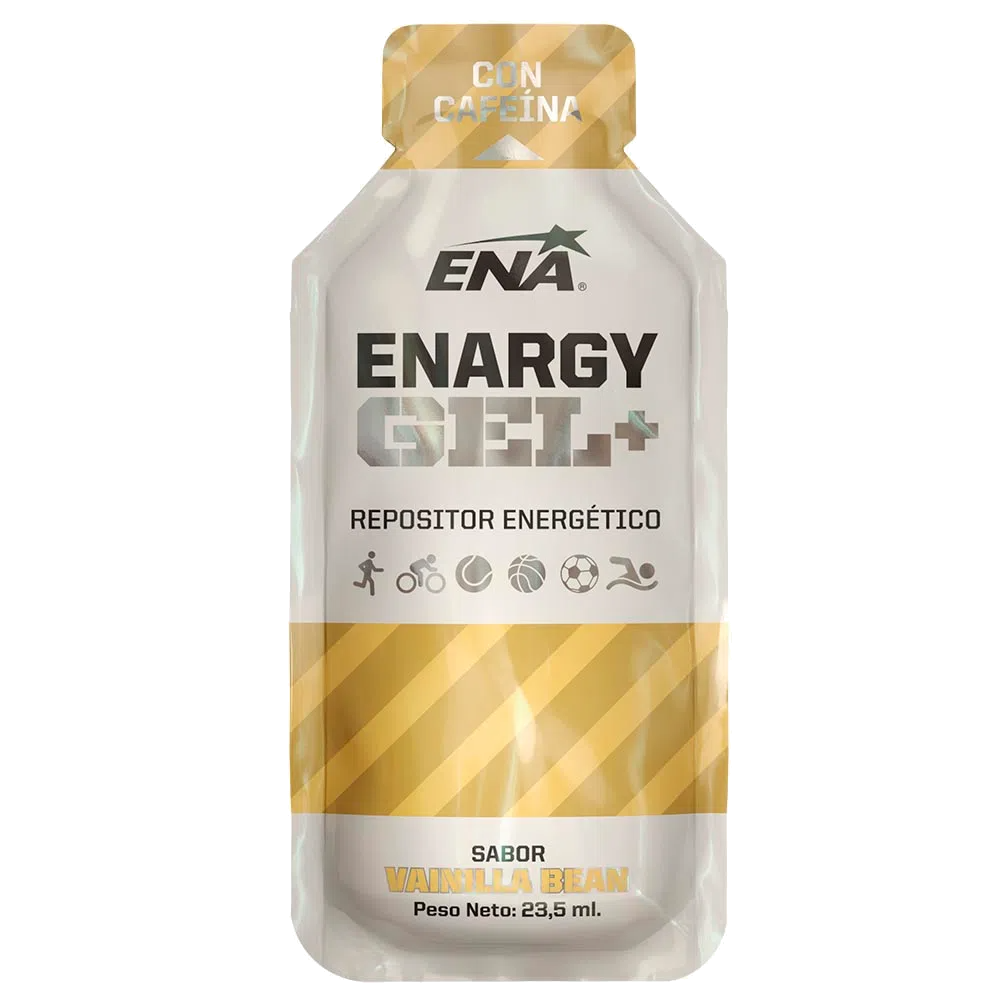 CON
CAFEÍNA
ENA®
ENARGY
GEL+
REPOSITOR ENERGÉTICO
SABOR
VAINILLA BEAN
Peso Neto: 23,5 ml.